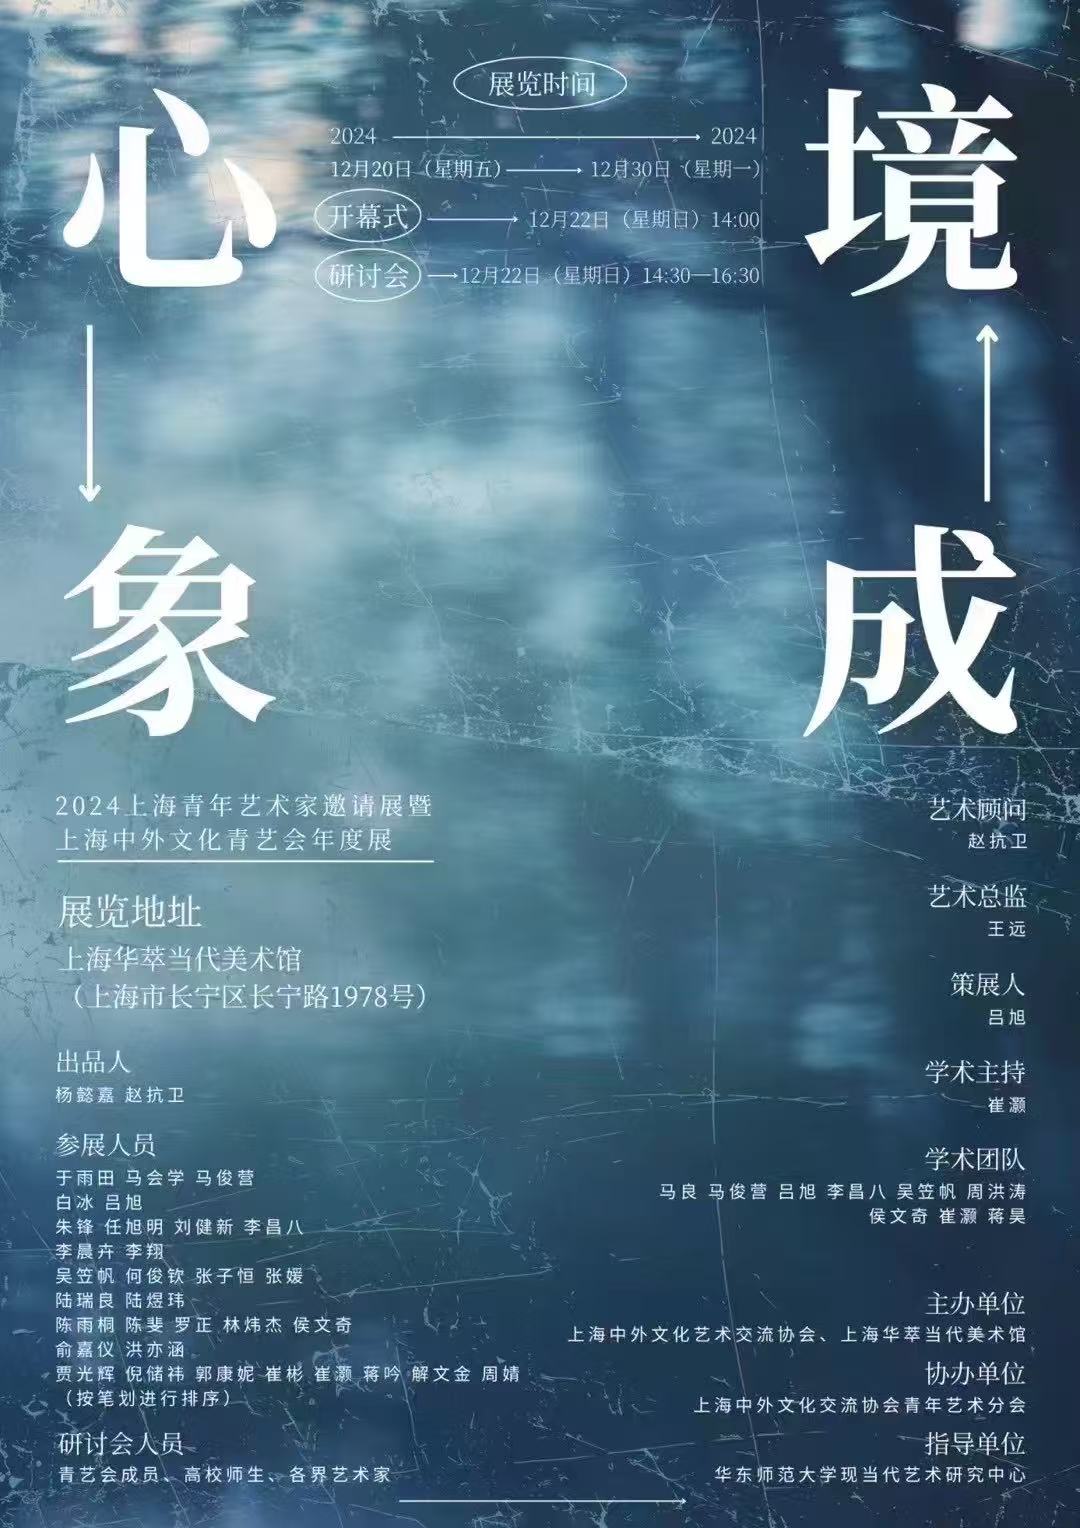 展览时间
2024 2024
12月20日（星期五） 12月30日（星期一）
开幕式 12月22日（星期日）14:00
研讨会 12月22日（星期日）14:30—16:30
心 境
象 成
2024上海青年艺术家邀请展暨
上海中外文化青艺会年度展
展览地址
上海华萃当代美术馆
（上海市长宁区长宁路1978号）
出品人
杨懿嘉 赵抗卫
参展人员
于雨田 马会学 马俊营
白冰 吕旭
朱锋 任旭明 刘健新 李昌八
李晨卉 李翔
吴笠帆 何俊钦 张子恒 张媛
陆瑞良 陆煜玮
陈雨桐 陈斐 罗正 林炜杰 侯文奇
俞嘉仪 洪亦涵
贾光辉 倪储祎 郭康妮 崔彬 崔灏 蒋吟 解文金 周婧
（按笔划进行排序）
研讨会人员
青艺会成员、高校师生、各界艺术家
艺术顾问
赵抗卫
艺术总监
王远
策展人
吕旭
学术主持
崔灏
学术团队
马良 马俊营 吕旭 李昌八 吴笠帆 周洪涛
侯文奇 崔灏 蒋昊
主办单位
上海中外文化艺术交流协会、上海华萃当代美术馆
协办单位
上海中外文化交流协会青年艺术分会
指导单位
华东师范大学现当代艺术研究中心